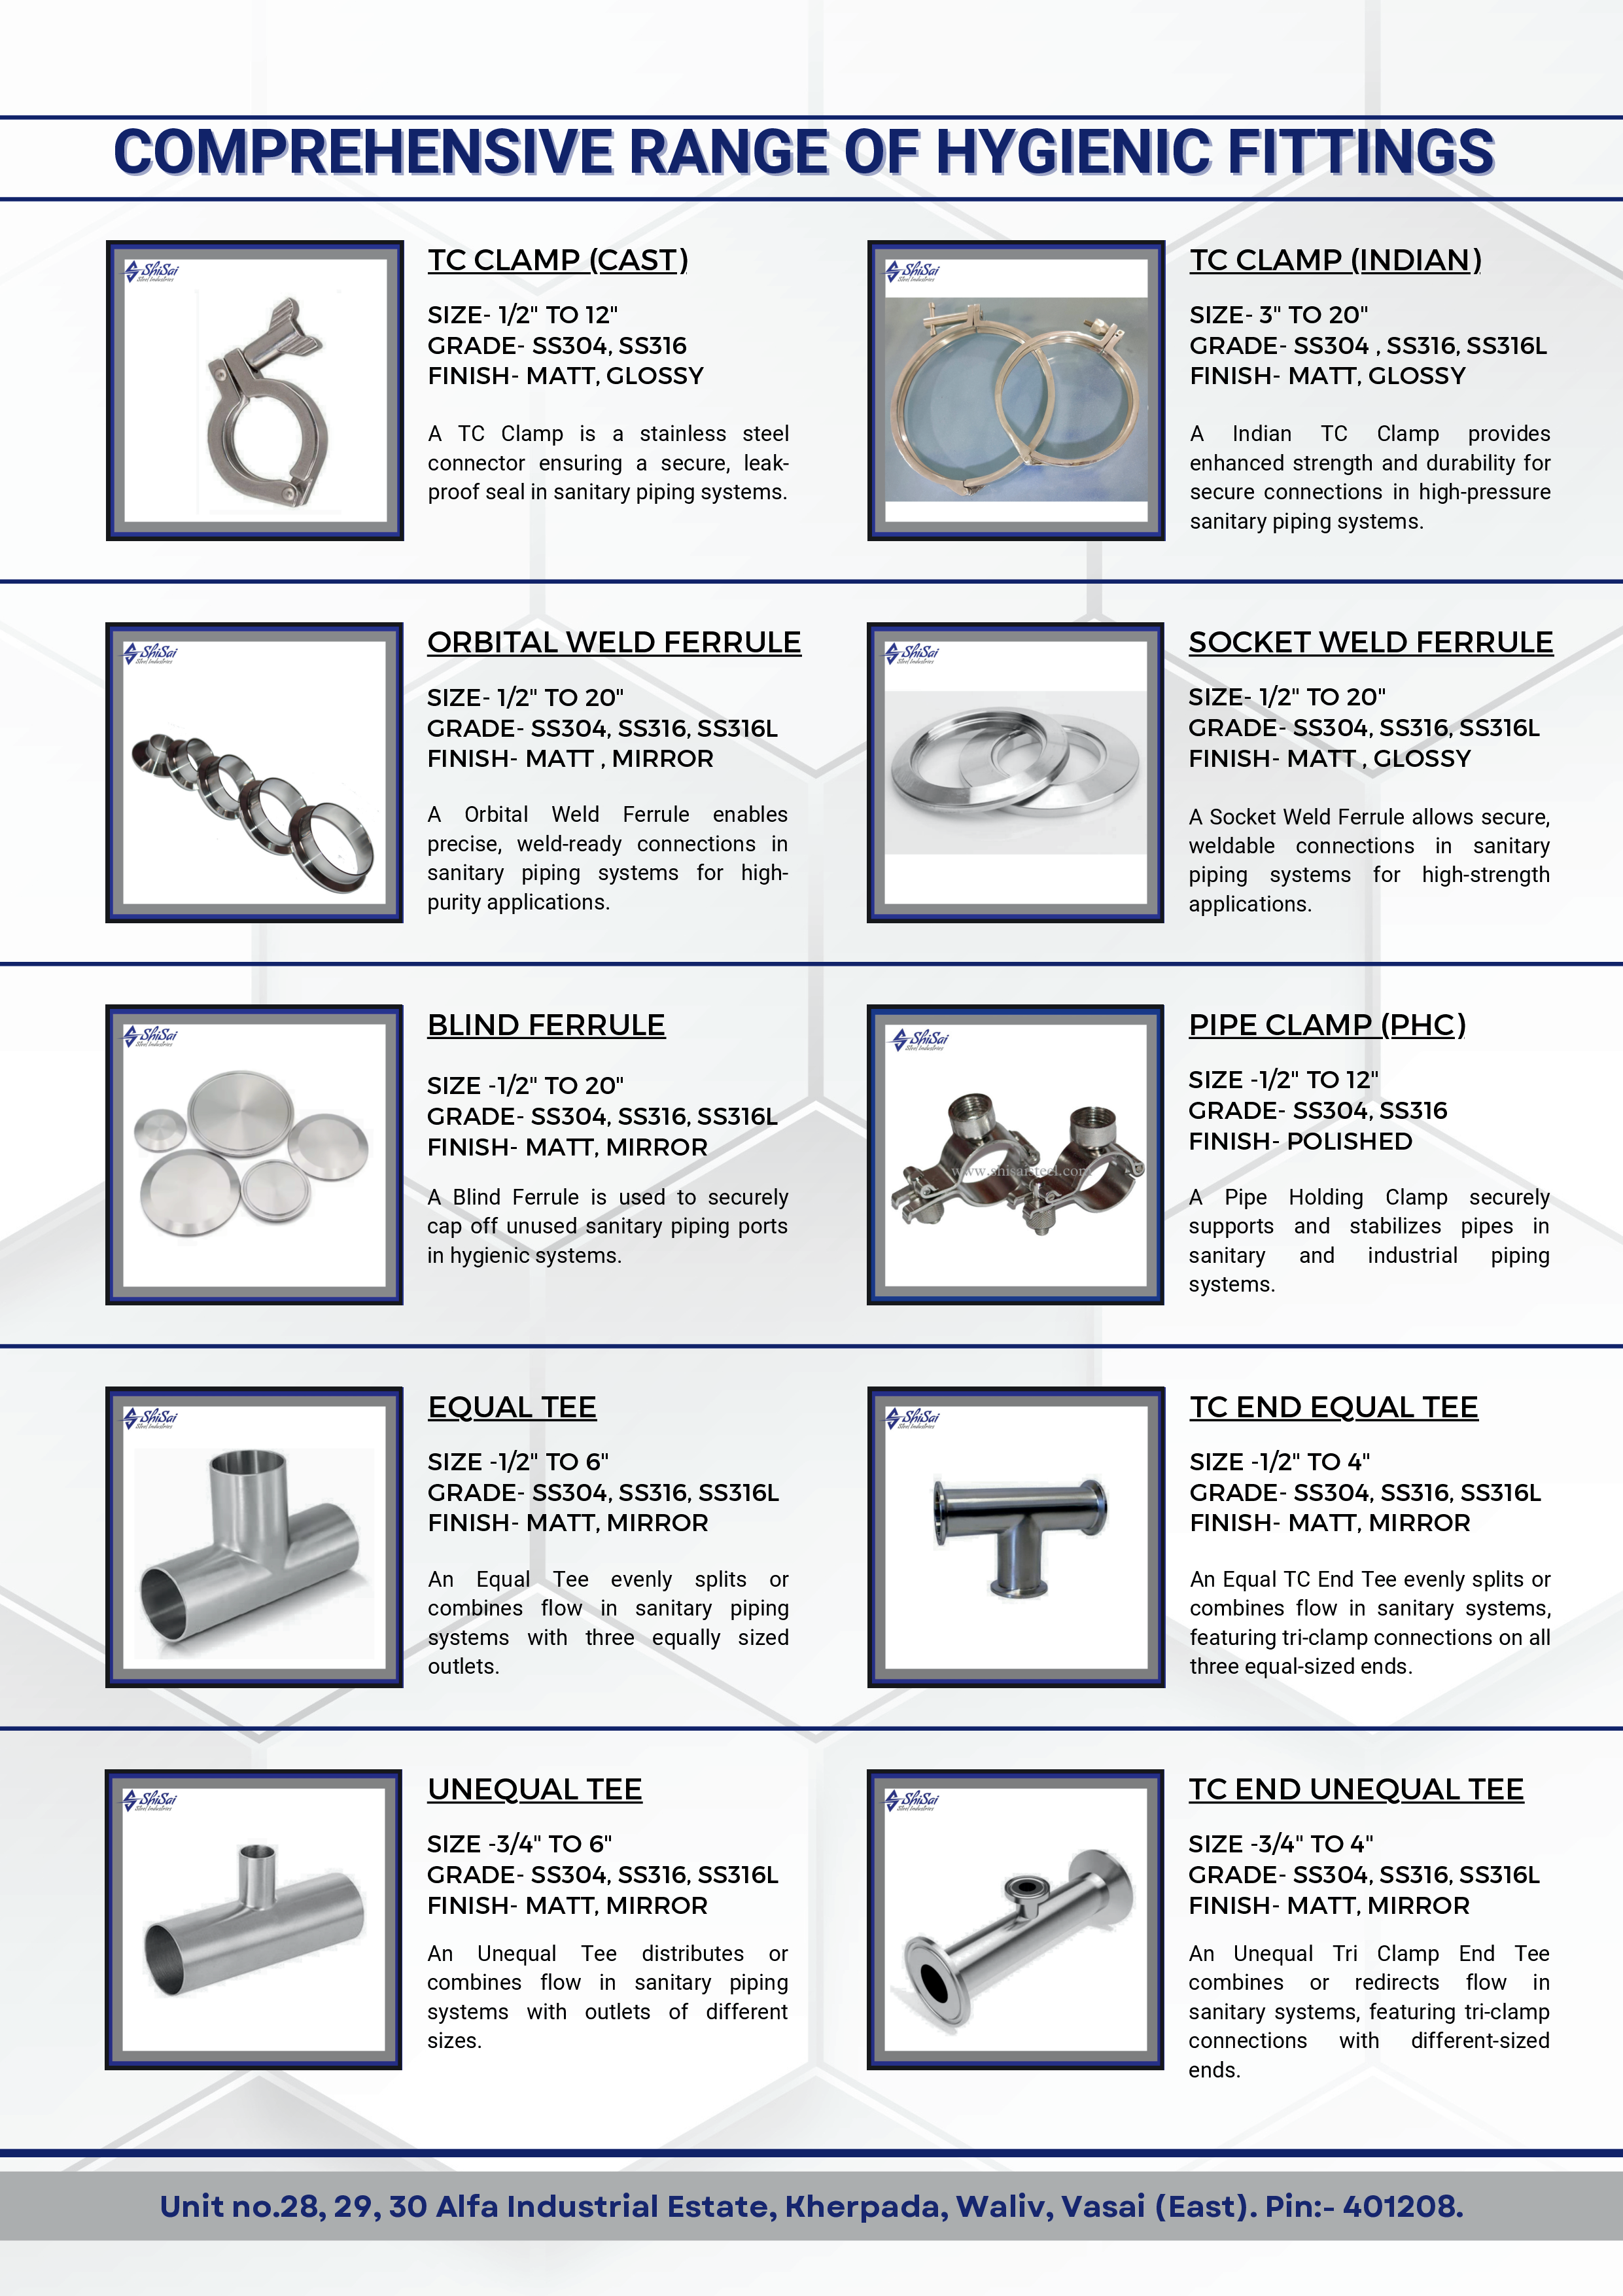 COMPREHENSIVE RANGE OF HYGIENIC FITTINGS
ShiSai
Steel Industries
TC CLAMP (CAST)
SIZE- 1/2" TO 12"
GRADE- SS304, SS316
FINISH- MATT, GLOSSY
A TC Clamp is a stainless steel
connector ensuring a secure, leak-
proof seal in sanitary piping systems.
ShiSai
Steel Industries
TC CLAMP (INDIAN)
SIZE- 3" TO 20"
GRADE- SS304 , SS316, SS316L
FINISH- MATT, GLOSSY
A Indian TC Clamp provides
enhanced strength and durability for
secure connections in high-pressure
sanitary piping systems.
ShiSai
Steel Industries
ORBITAL WELD FERRULE
SIZE- 1/2" TO 20"
GRADE- SS304, SS316, SS316L
FINISH- MATT , MIRROR
A Orbital Weld Ferrule enables
precise, weld-ready connections in
sanitary piping systems for high-
purity applications.
ShiSai
Steel Industries
SOCKET WELD FERRULE
SIZE- 1/2" TO 20"
GRADE- SS304, SS316, SS316L
FINISH- MATT , GLOSSY
A Socket Weld Ferrule allows secure,
weldable connections in sanitary
piping systems for high-strength
applications.
ShiSai
Steel Industries
BLIND FERRULE
SIZE -1/2" TO 20"
GRADE- SS304, SS316, SS316L
FINISH- MATT, MIRROR
A Blind Ferrule is used to securely
cap off unused sanitary piping ports
in hygienic systems.
ShiSai
Steel Industries
www.shisaisteel.com
PIPE CLAMP (PHC)
SIZE -1/2" TO 12"
GRADE- SS304, SS316
FINISH- POLISHED
A Pipe Holding Clamp securely
supports and stabilizes pipes in
sanitary and industrial piping
systems.
ShiSai
Steel Industries
EQUAL TEE
SIZE -1/2" TO 6"
GRADE- SS304, SS316, SS316L
FINISH- MATT, MIRROR
An Equal Tee evenly splits or
combines flow in sanitary piping
systems with three equally sized
outlets.
ShiSai
Steel Industries
TC END EQUAL TEE
SIZE -1/2" TO 4"
GRADE- SS304, SS316, SS316L
FINISH- MATT, MIRROR
An Equal TC End Tee evenly splits or
combines flow in sanitary systems,
featuring tri-clamp connections on all
three equal-sized ends.
ShiSai
Steel Industries
UNEQUAL TEE
SIZE -3/4" TO 6"
GRADE- SS304, SS316, SS316L
FINISH- MATT, MIRROR
An Unequal Tee distributes or
combines flow in sanitary piping
systems with outlets of different
sizes.
ShiSai
Steel Industries
TC END UNEQUAL TEE
SIZE -3/4" TO 4"
GRADE- SS304, SS316, SS316L
FINISH- MATT, MIRROR
An Unequal Tri Clamp End Tee
combines or redirects flow in
sanitary systems, featuring tri-clamp
connections with different-sized
ends.
Unit no.28, 29, 30 Alfa Industrial Estate, Kherpada, Waliv, Vasai (East). Pin:- 401208.